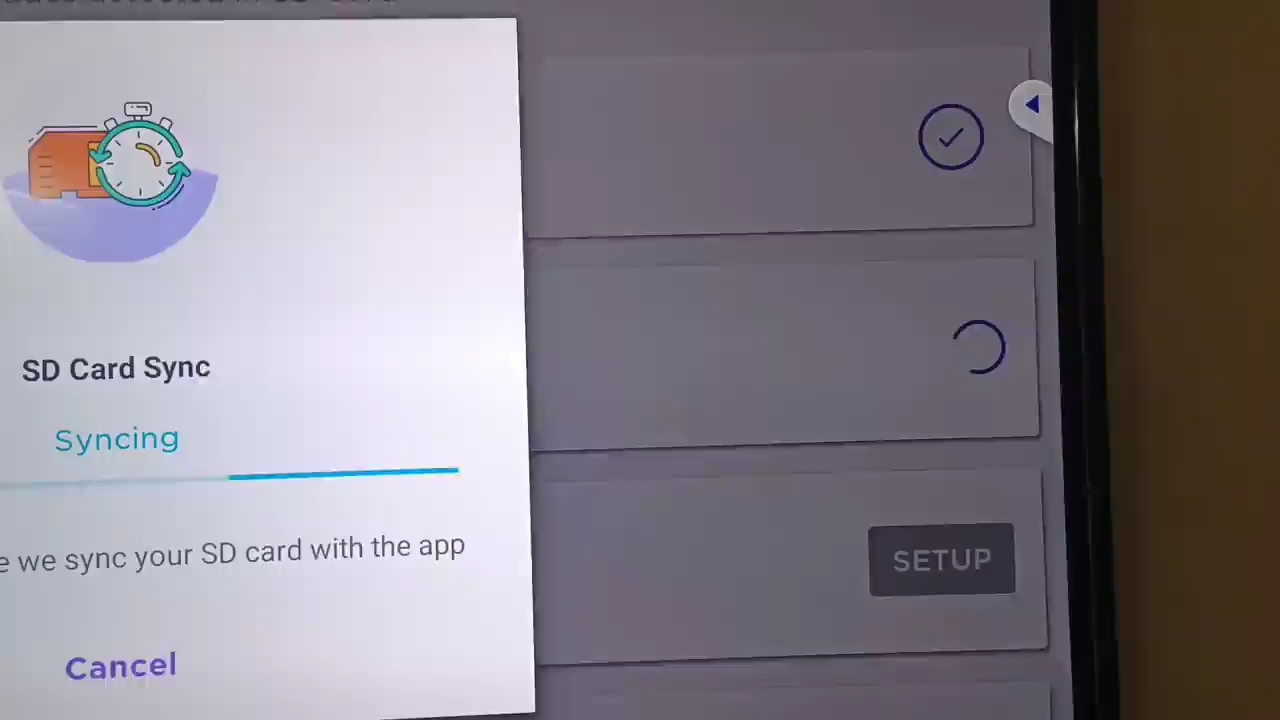 SD Card Sync
Syncing
we sync your SD card with the app
SETUP
Cancel